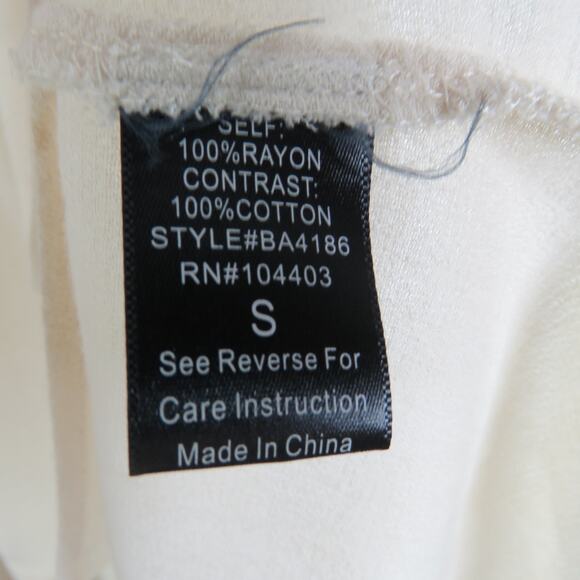 SELF:
100%RAYON
CONTRAST:
100%COTTON
STYLE#BA4186
RN#104403
S
See Reverse For
Care Instruction
Made In China